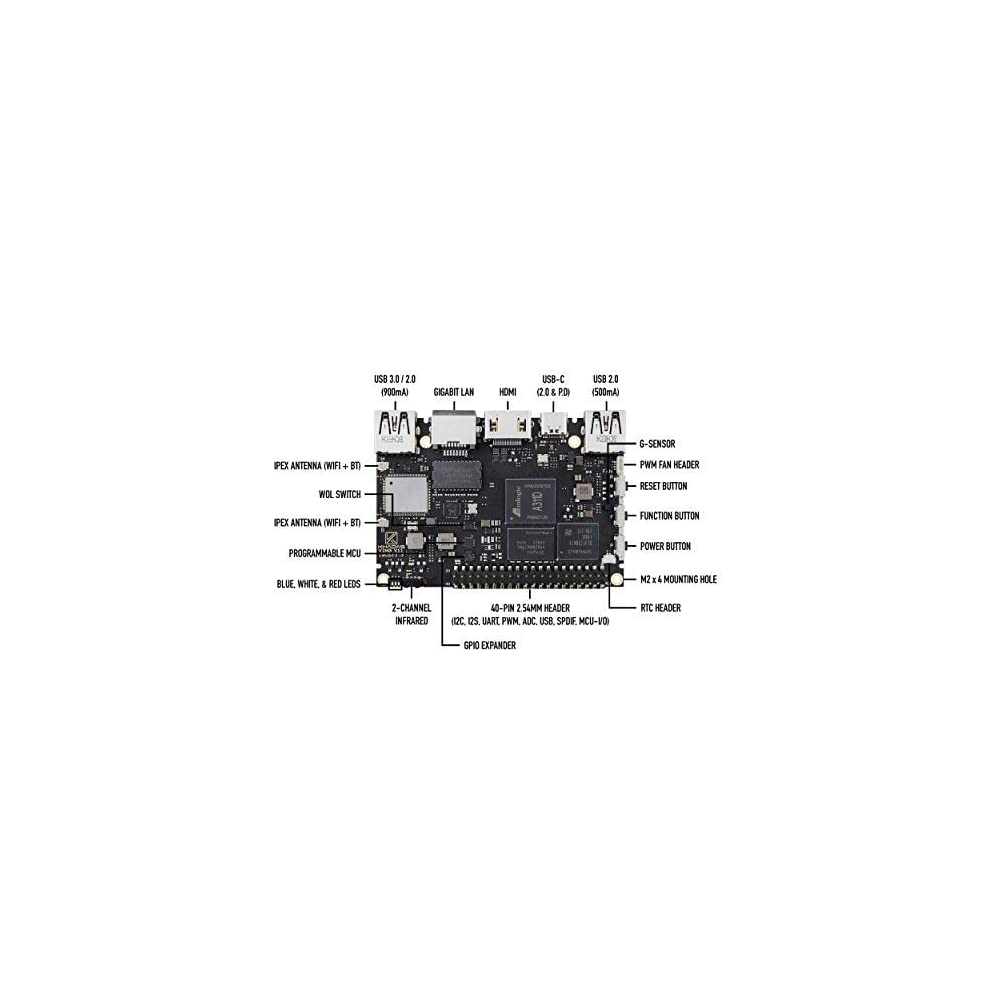 USB 3.0 / 2.0
(900mA)
GIGABIT LAN
HDMI
USB-C
(2.0 & P.D)
USB 2.0
(500mA)
G-SENSOR
IPEX ANTENNA (WIFI + BT)
PWM FAN HEADER
RESET BUTTON
WOL SWITCH
Amlogic
A311D
IPEX ANTENNA (WIFI + BT)
FUNCTION BUTTON
PROGRAMMABLE MCU
POWER BUTTON
BLUE, WHITE, & RED LEDS
M2 x 4 MOUNTING HOLE
2-CHANNEL
INFRARED
40-PIN 2.54MM HEADER
(I2C, I2S, UART, PWM, ADC, USB, SPDIF, MCU-I/O)
RTC HEADER
GPIO EXPANDER